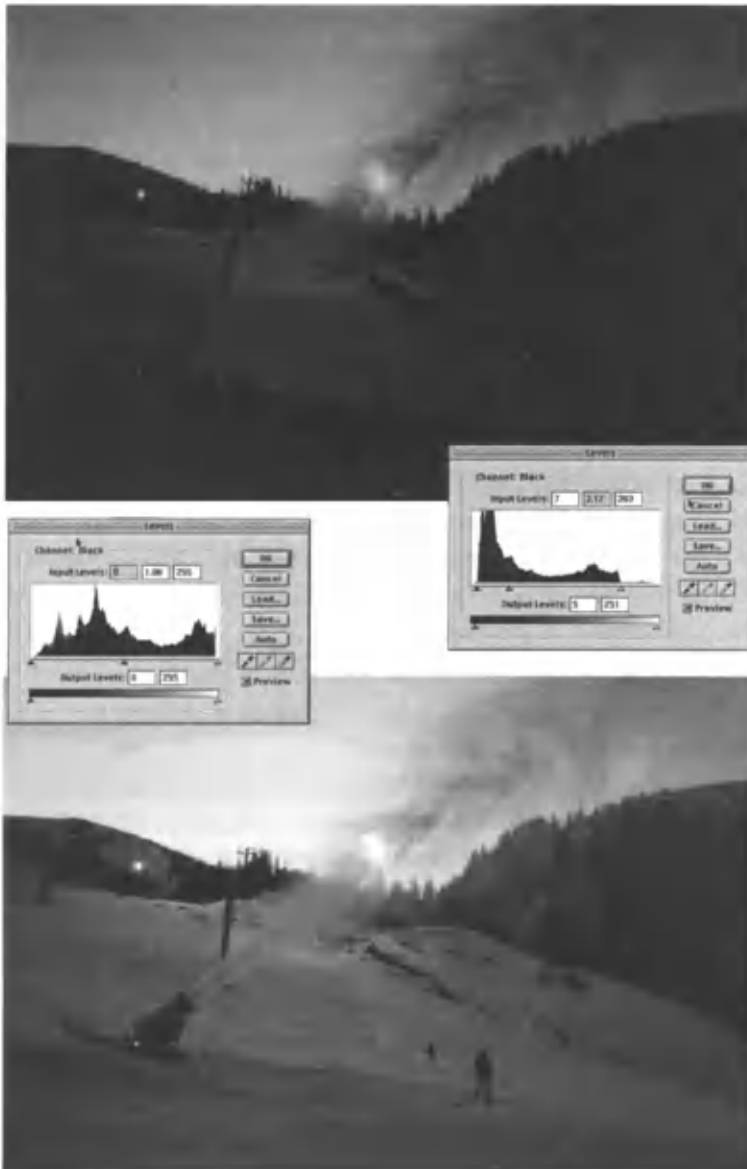 Levels
Channel: Black
Input Levels: 7 2.12 203
OK
Cancel
Load...
Save...
Auto
Output Levels: 5 251
Preview
Levels
Channel: Black
Input Levels: 0 1.00 255
OK
Cancel
Load...
Save...
Auto
Output Levels: 0 255
Preview